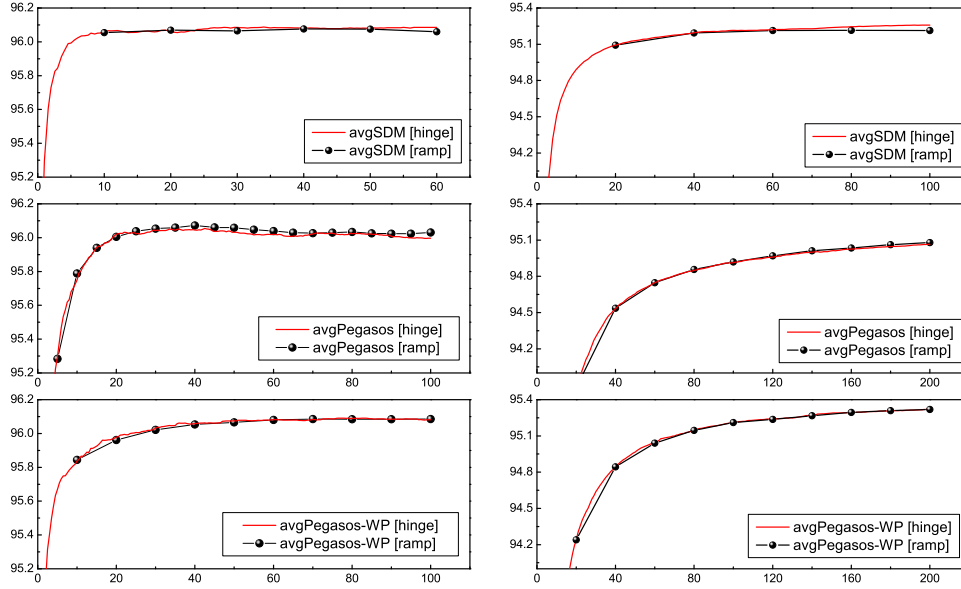 96.2
96.0
95.8
95.6
95.4
95.2
0 10 20 30 40 50 60
avgSDM [hinge]
avgSDM [ramp]
95.4
95.1
94.8
94.5
94.2
0 20 40 60 80 100
avgSDM [hinge]
avgSDM [ramp]
96.2
96.0
95.8
95.6
95.4
95.2
0 20 40 60 80 100
avgPegasos [hinge]
avgPegasos [ramp]
95.4
95.1
94.8
94.5
94.2
0 40 80 120 160 200
avgPegasos [hinge]
avgPegasos [ramp]
96.2
96.0
95.8
95.6
95.4
95.2
0 20 40 60 80 100
avgPegasos-WP [hinge]
avgPegasos-WP [ramp]
95.4
95.1
94.8
94.5
94.2
0 40 80 120 160 200
avgPegasos-WP [hinge]
avgPegasos-WP [ramp]